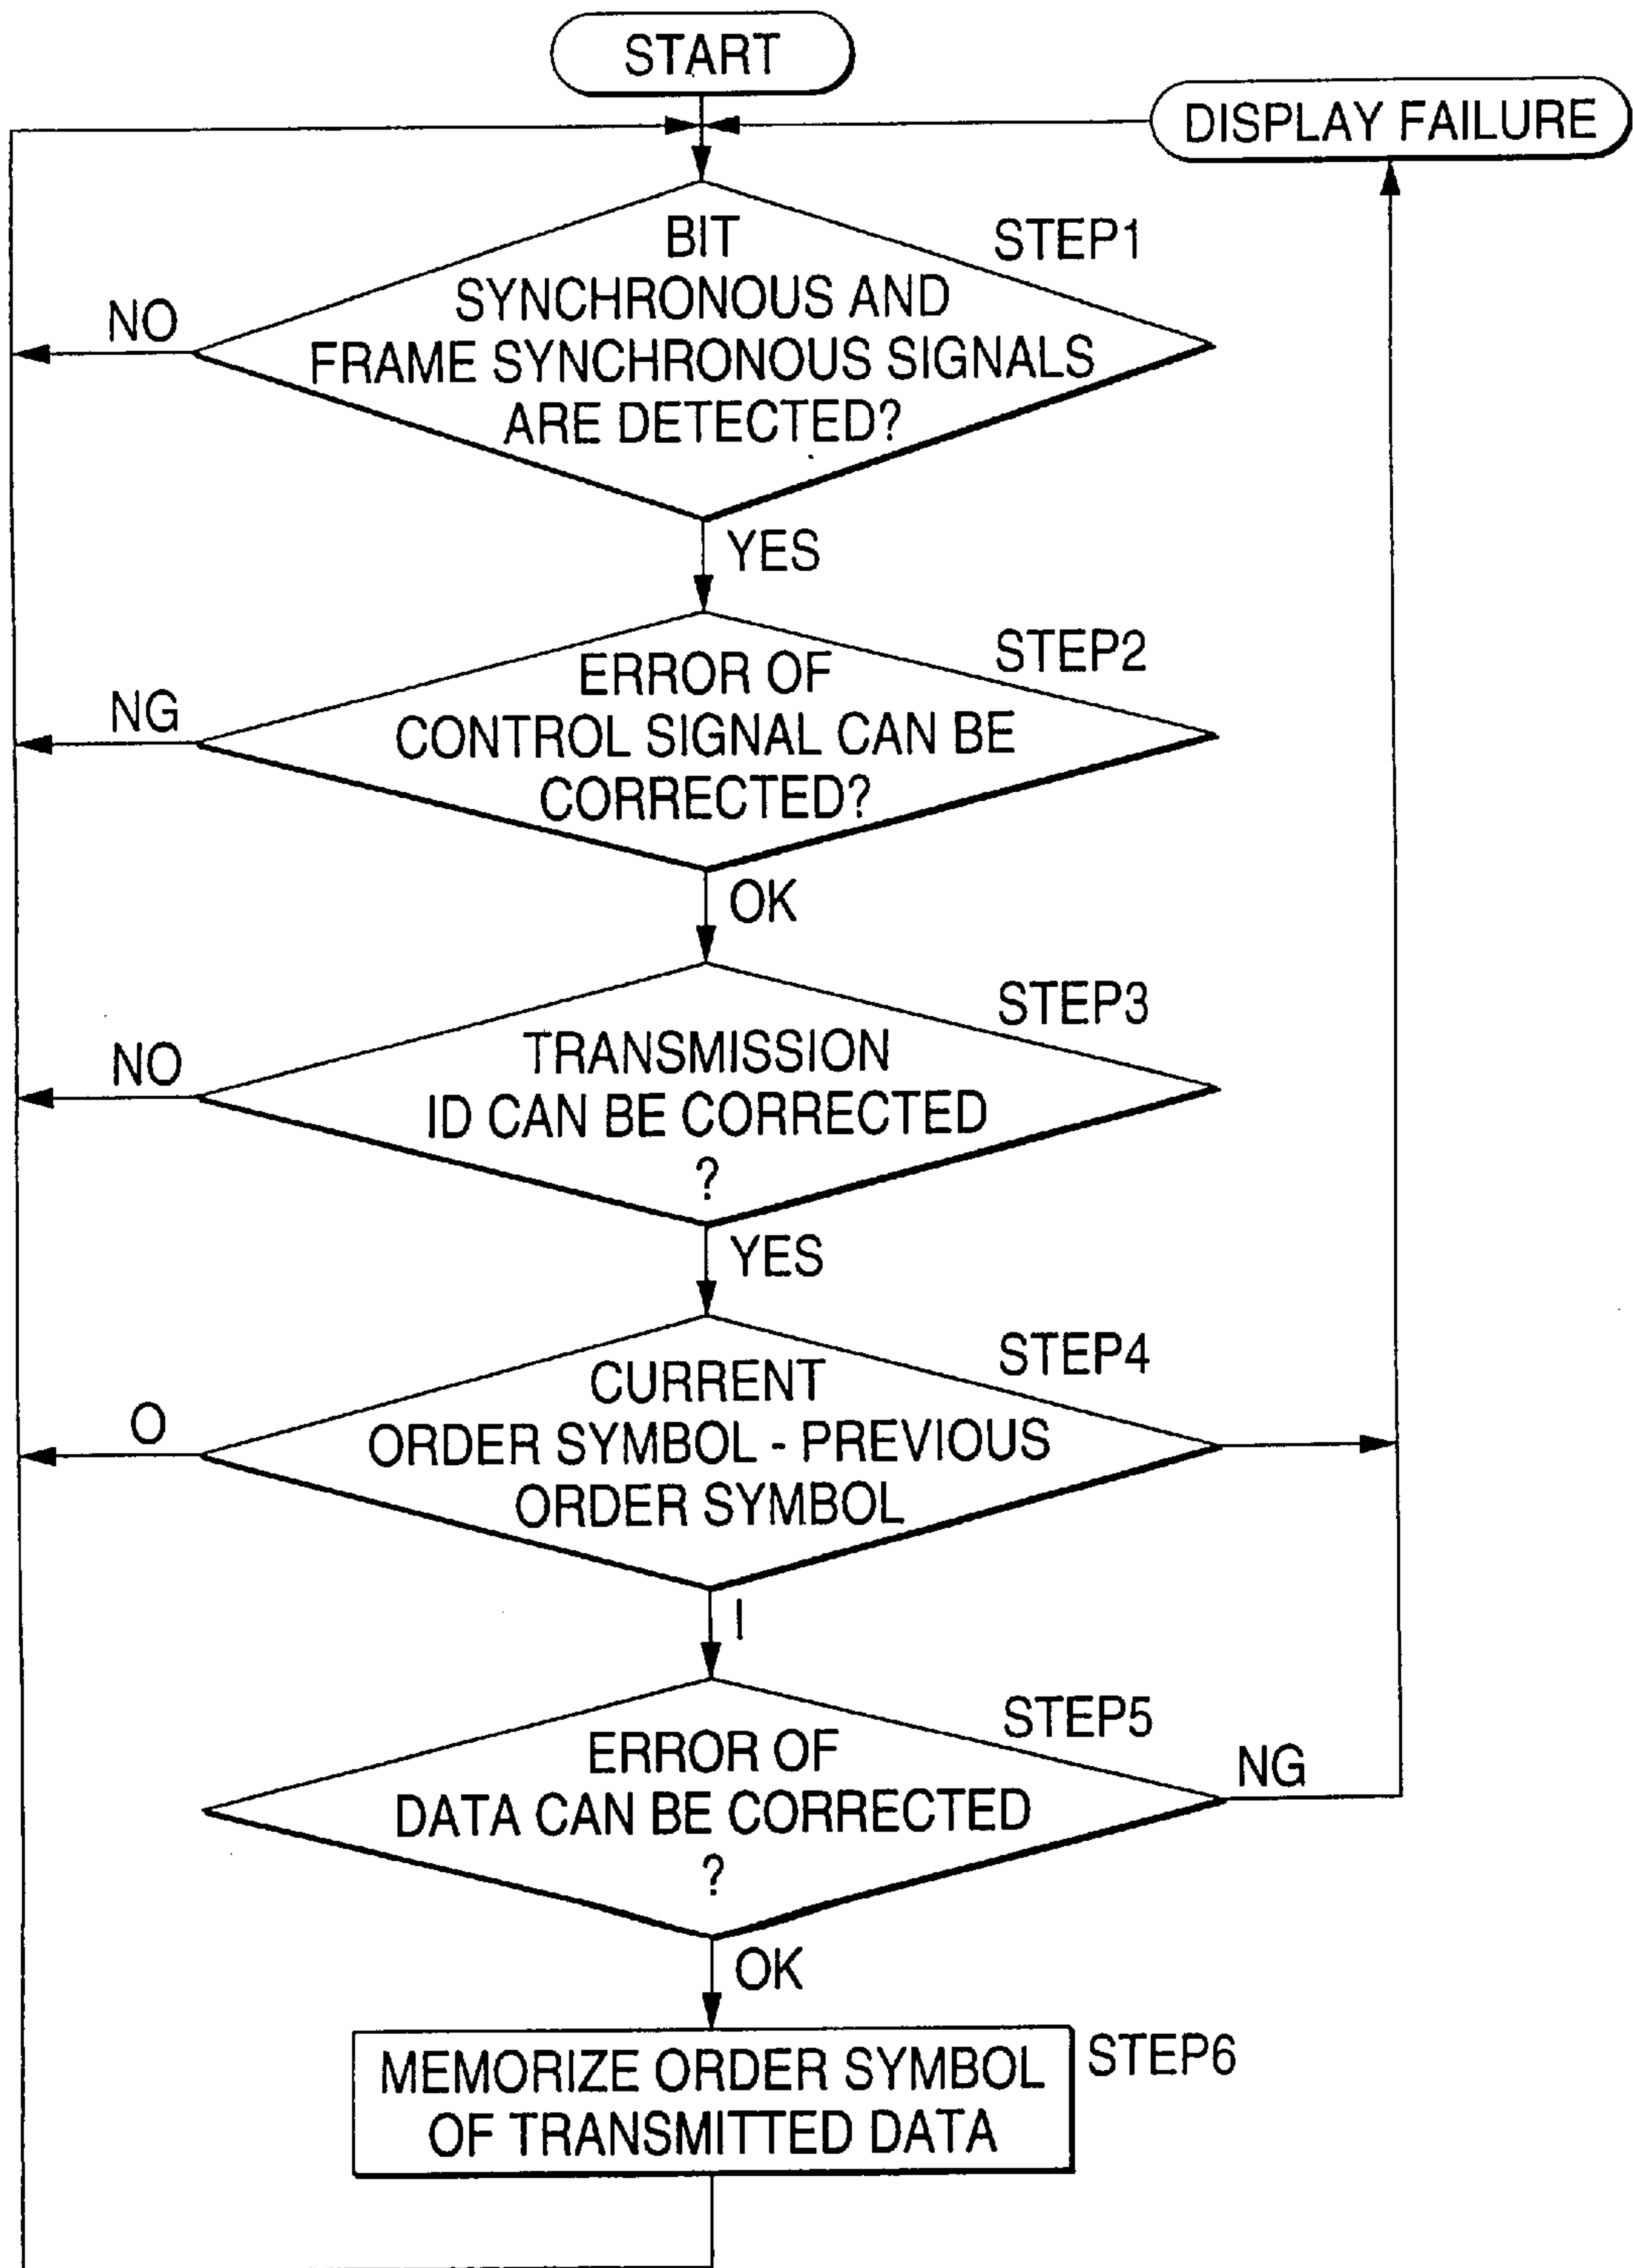 START
DISPLAY FAILURE
STEP1
BIT
SYNCHRONOUS AND
FRAME SYNCHRONOUS SIGNALS
ARE DETECTED?
NO
YES
STEP2
ERROR OF
CONTROL SIGNAL CAN BE
CORRECTED?
NG
OK
STEP3
TRANSMISSION
ID CAN BE CORRECTED
?
NO
YES
STEP4
CURRENT
ORDER SYMBOL - PREVIOUS
ORDER SYMBOL
O
I
STEP5
ERROR OF
DATA CAN BE CORRECTED
?
NG
OK
STEP6
MEMORIZE ORDER SYMBOL
OF TRANSMITTED DATA